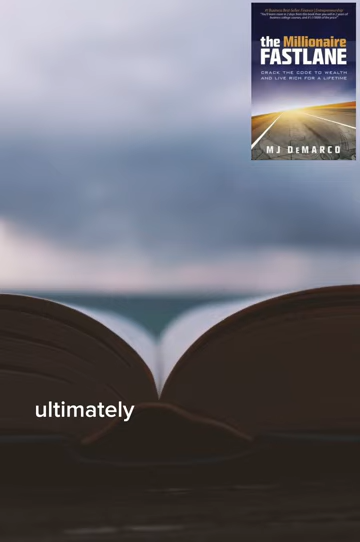 the Millionaire
FASTLANE
CRACK THE CODE TO WEALTH
AND LIVE RICH FOR A LIFETIME
MJ DEMARCO
ultimately